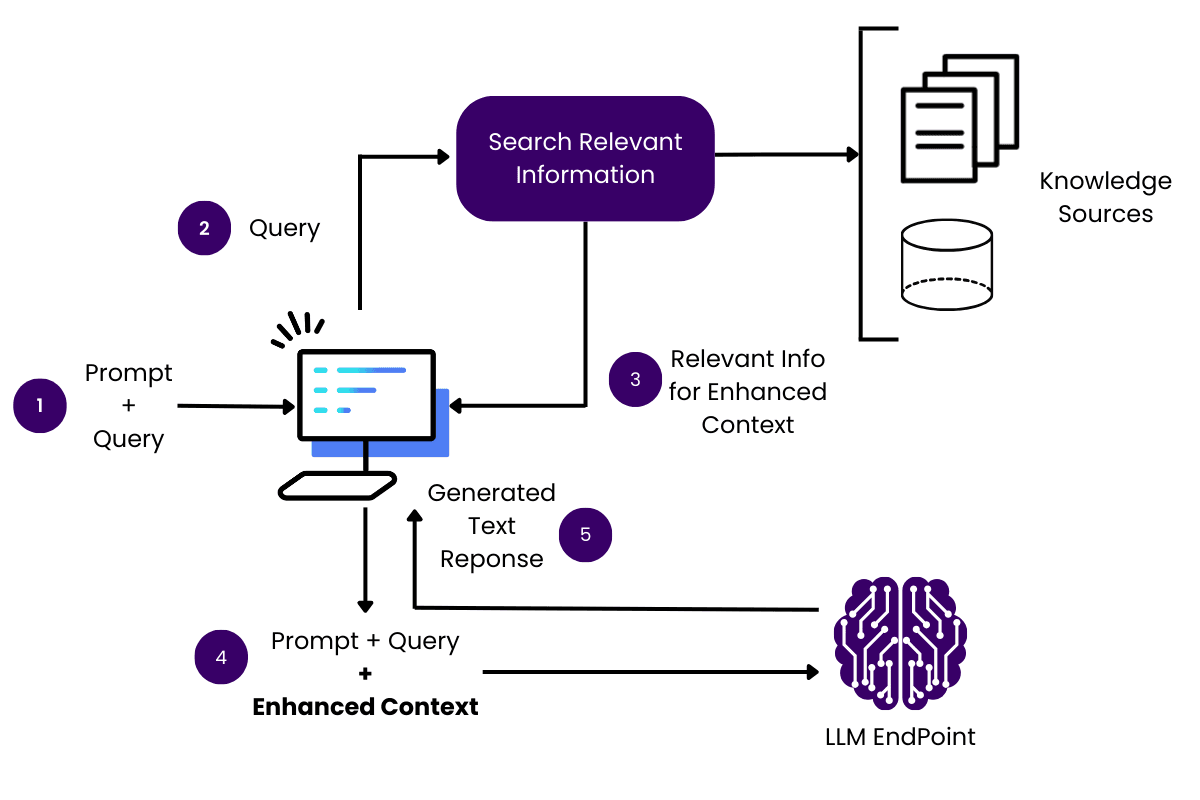 Search Relevant
Information
Knowledge
Sources
2
Query
1
Prompt
+
Query
3
Relevant Info
for Enhanced
Context
Generated
Text
Reponse
5
4
Prompt + Query
+
Enhanced Context
LLM EndPoint